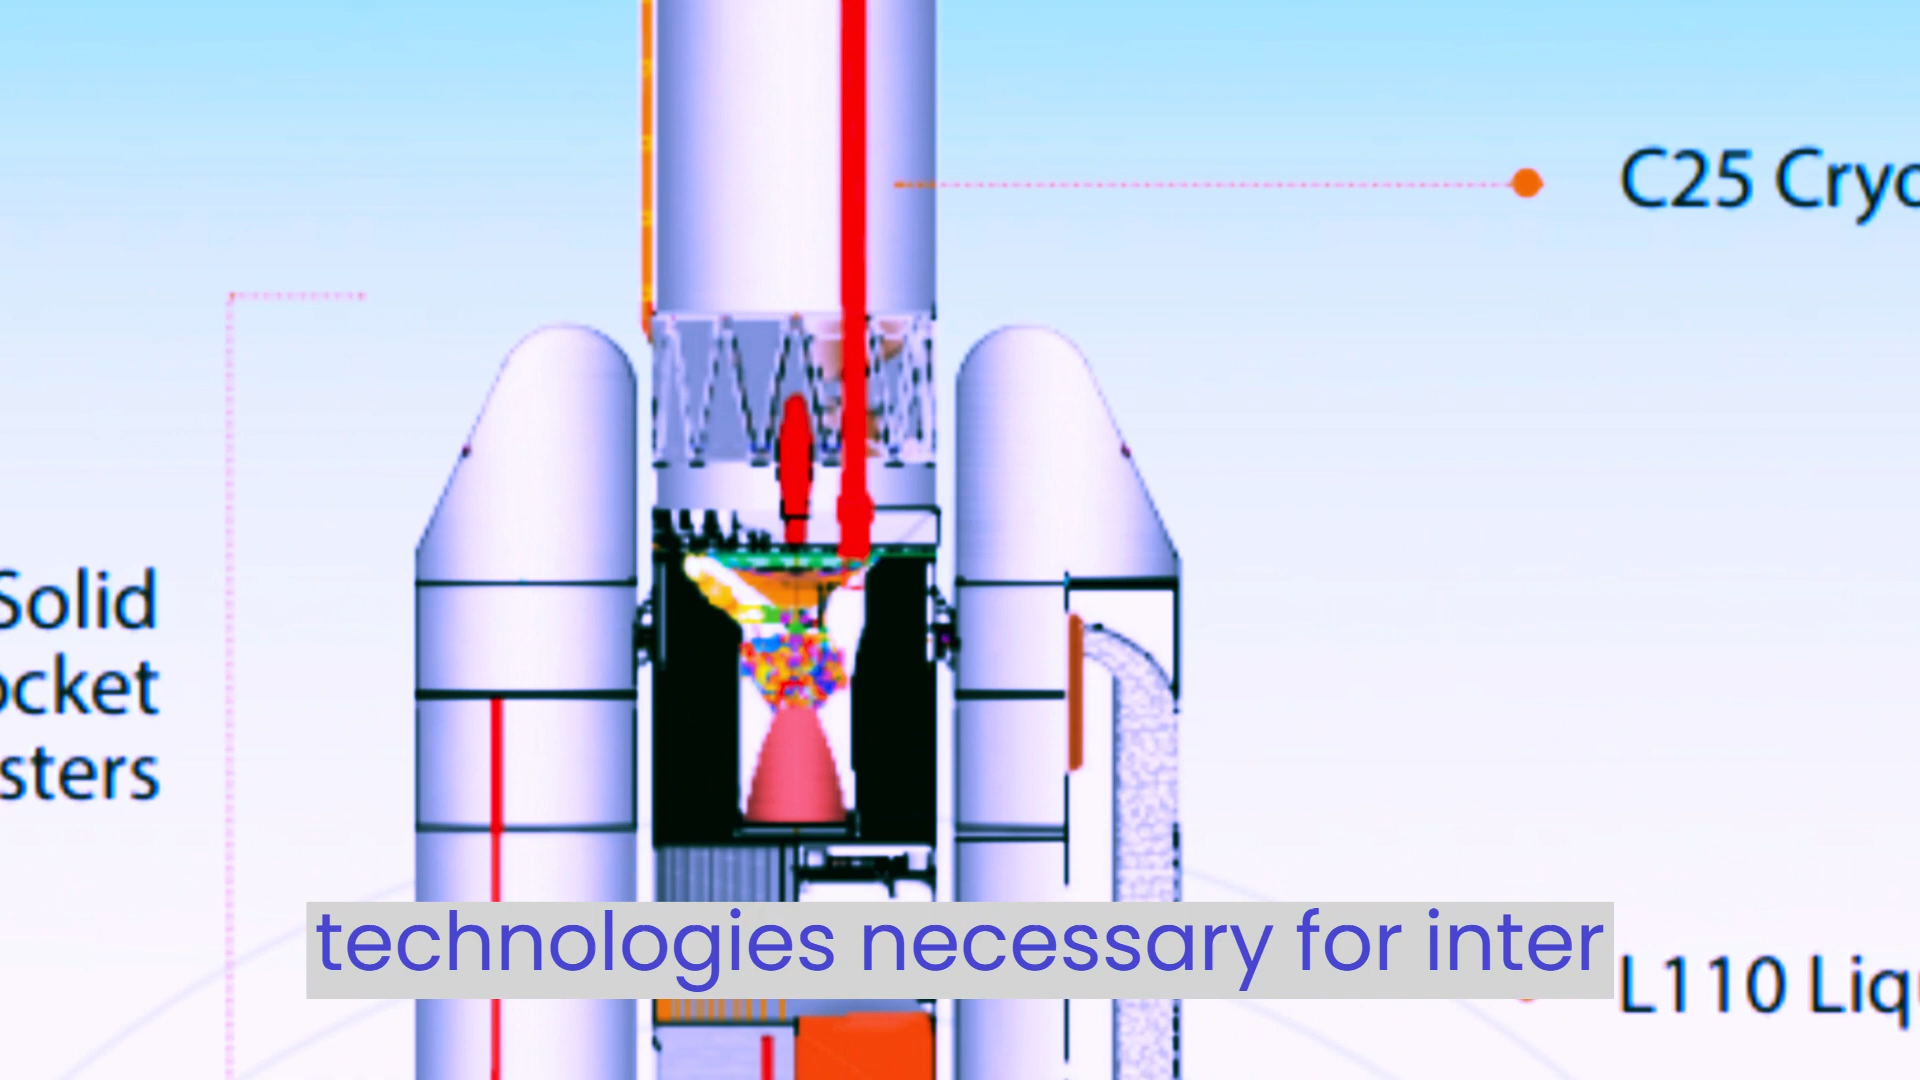 C25 Cryo
Solid
ocket
sters
technologies necessary for inter
L110 Liq